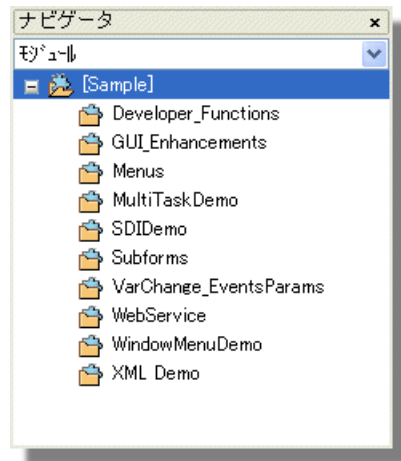 ナビゲータ
ﾓｼﾞｭｰﾙ
[Sample]
Developer_Functions
GUI_Enhancements
Menus
MultiTaskDemo
SDIDemo
Subforms
VarChange_EventsParams
WebService
WindowMenuDemo
XML Demo